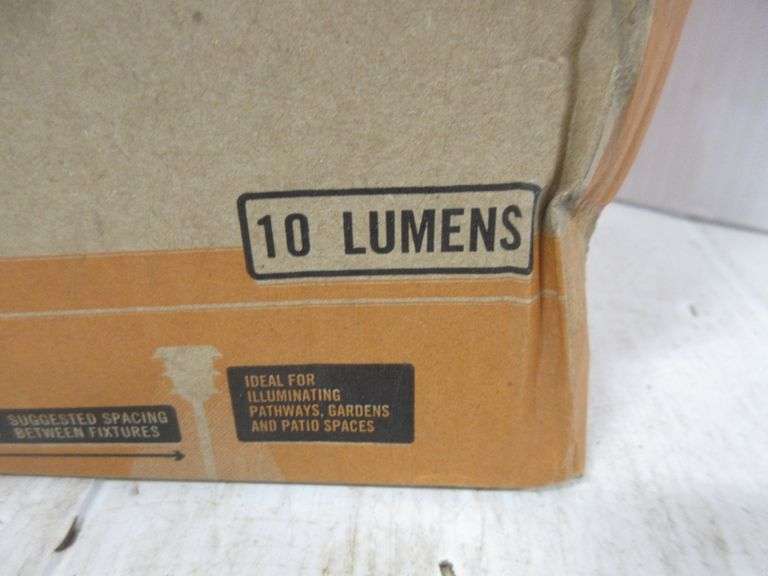 10 LUMENS
SUGGESTED SPACING
BETWEEN FIXTURES
IDEAL FOR
ILLUMINATING
PATHWAYS, GARDENS
AND PATIO SPACES